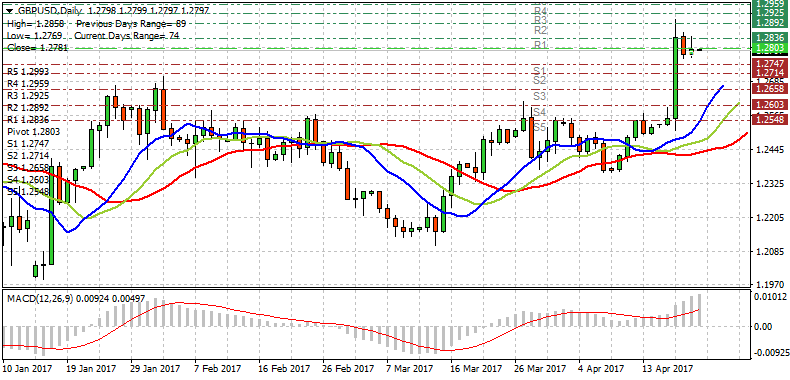 GBPUSD,Daily 1.2798 1.2799 1.2797 1.2797
High= 1.2858 Previous Days Range= 89
Low= 1.2769 Current Days Range= 74
Close= 1.2781
R5 1.2993
R4 1.2959
R3 1.2925
R2 1.2892
R1 1.2836
Pivot 1.2803
S1 1.2747
S2 1.2714
S3 1.2658
S4 1.2603
S5 1.2548
R4
R3
R2
R1
S1
S2
S3
S4
S5
1.2959
1.2925
1.2892
1.2836
1.2803
1.2747
1.2714
1.2685
1.2658
1.2603
1.2548
1.2445
1.2325
1.2205
1.2085
1.1970
MACD(12,26,9) 0.00924 0.00497
0.01012
0.00
-0.00925
10 Jan 2017 19 Jan 2017 29 Jan 2017 7 Feb 2017 16 Feb 2017 26 Feb 2017 7 Mar 2017 16 Mar 2017 26 Mar 2017 4 Apr 2017 13 Apr 2017